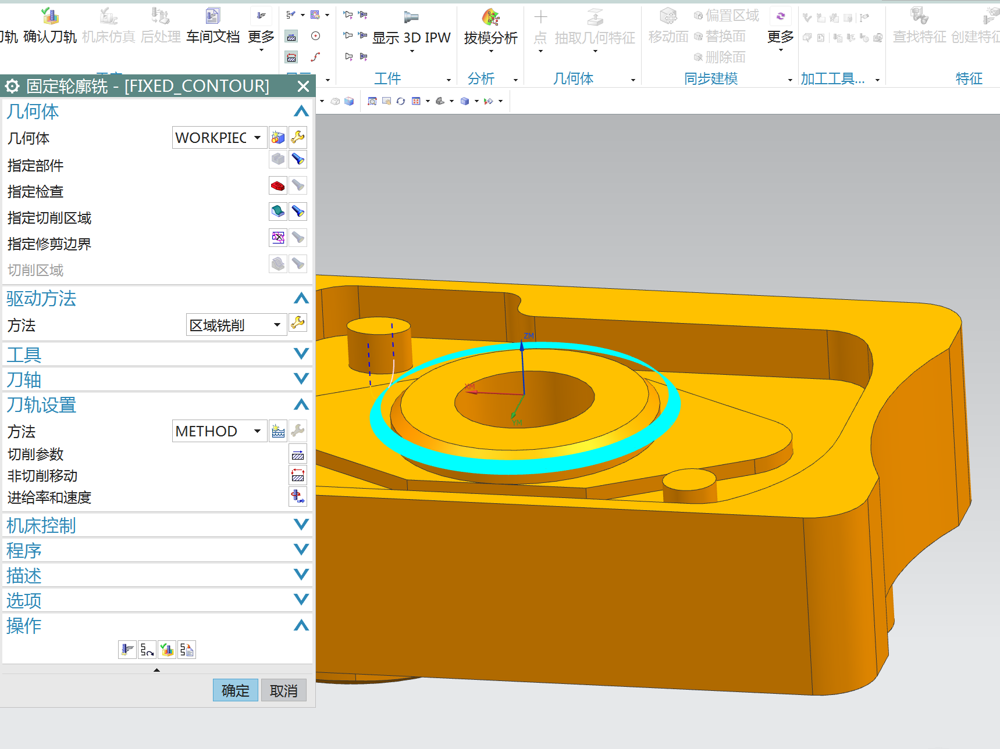 刀轨 确认刀轨 机床仿真 后处理 车间文档 更多
显示 3D IPW
拔模分析
点 抽取几何特征
移动面
偏置区域
替换面
删除面
更多
查找特征 创建特征
工件 分析 几何体 同步建模 加工工具... 特征
固定轮廓铣 - [FIXED_CONTOUR]
几何体
几何体 WORKPIEC
指定部件
指定检查
指定切削区域
指定修剪边界
切削区域
驱动方法
方法 区域铣削
工具
刀轴
刀轨设置
方法 METHOD
切削参数
非切削移动
进给率和速度
机床控制
程序
描述
选项
操作
确定 取消
ZM
XM
YM